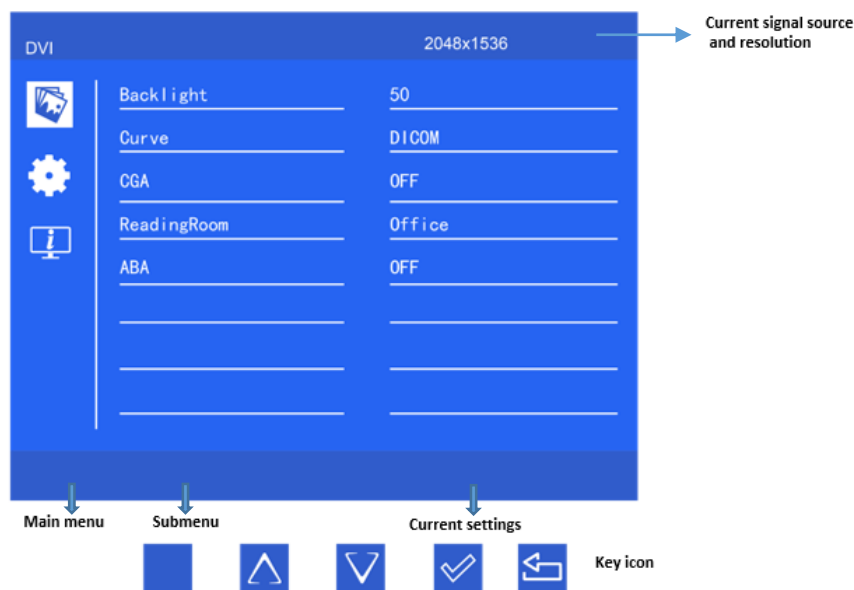 DVI 2048x1536
Current signal source
and resolution
Backlight 50
Curve DICOM
CGA OFF
ReadingRoom Office
ABA OFF
i
Main menu Submenu Current settings
Key icon